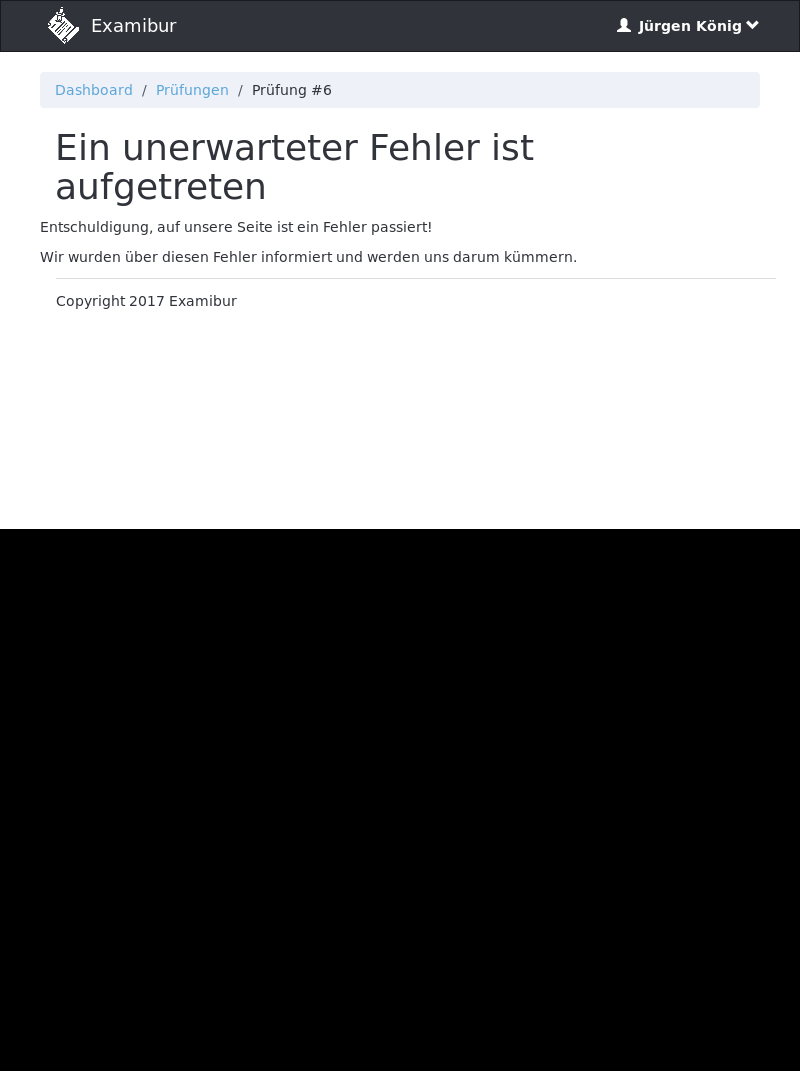 Examibur
Jürgen König
Dashboard / Prüfungen / Prüfung #6
Ein unerwarteter Fehler ist
aufgetreten
Entschuldigung, auf unsere Seite ist ein Fehler passiert!
Wir wurden über diesen Fehler informiert und werden uns darum kümmern.
Copyright 2017 Examibur